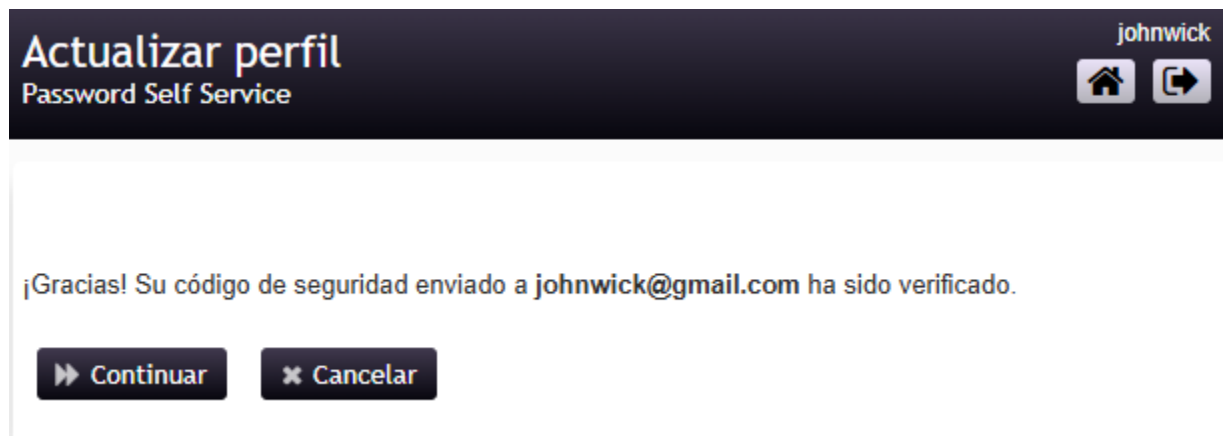 Actualizar perfil
Password Self Service
johnwick
¡Gracias! Su código de seguridad enviado a johnwick@gmail.com ha sido verificado.
Continuar
Cancelar